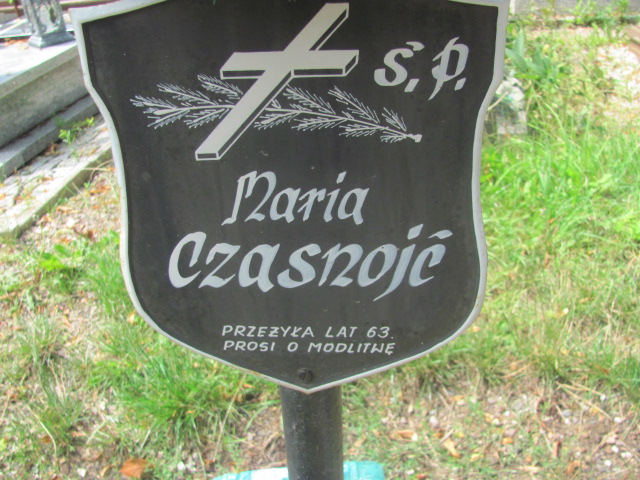 Ś.P.
Maria
Czasnojć
PRZEŻYŁA LAT 63.
PROSI O MODLITWĘ